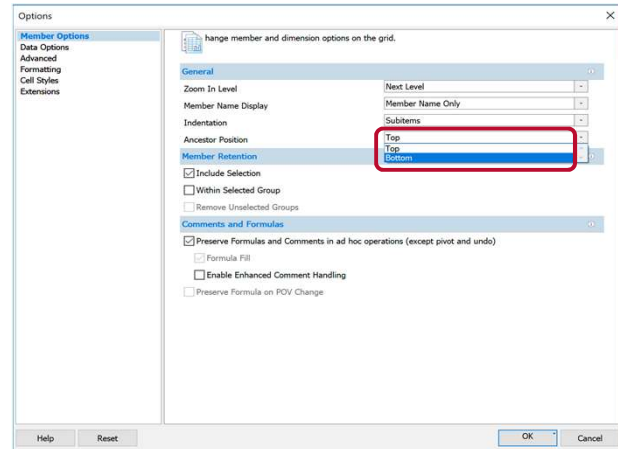 Options
Member Options
Data Options
Advanced
Formatting
Cell Styles
Extensions
hange member and dimension options on the grid.
General
Zoom In Level Next Level
Member Name Display Member Name Only
Indentation Subitems
Ancestor Position Top
Top
Bottom
Member Retention
Include Selection
Within Selected Group
Remove Unselected Groups
Comments and Formulas
Preserve Formulas and Comments in ad hoc operations (except pivot and undo)
Formula Fill
Enable Enhanced Comment Handling
Preserve Formula on POV Change
Help Reset OK Cancel